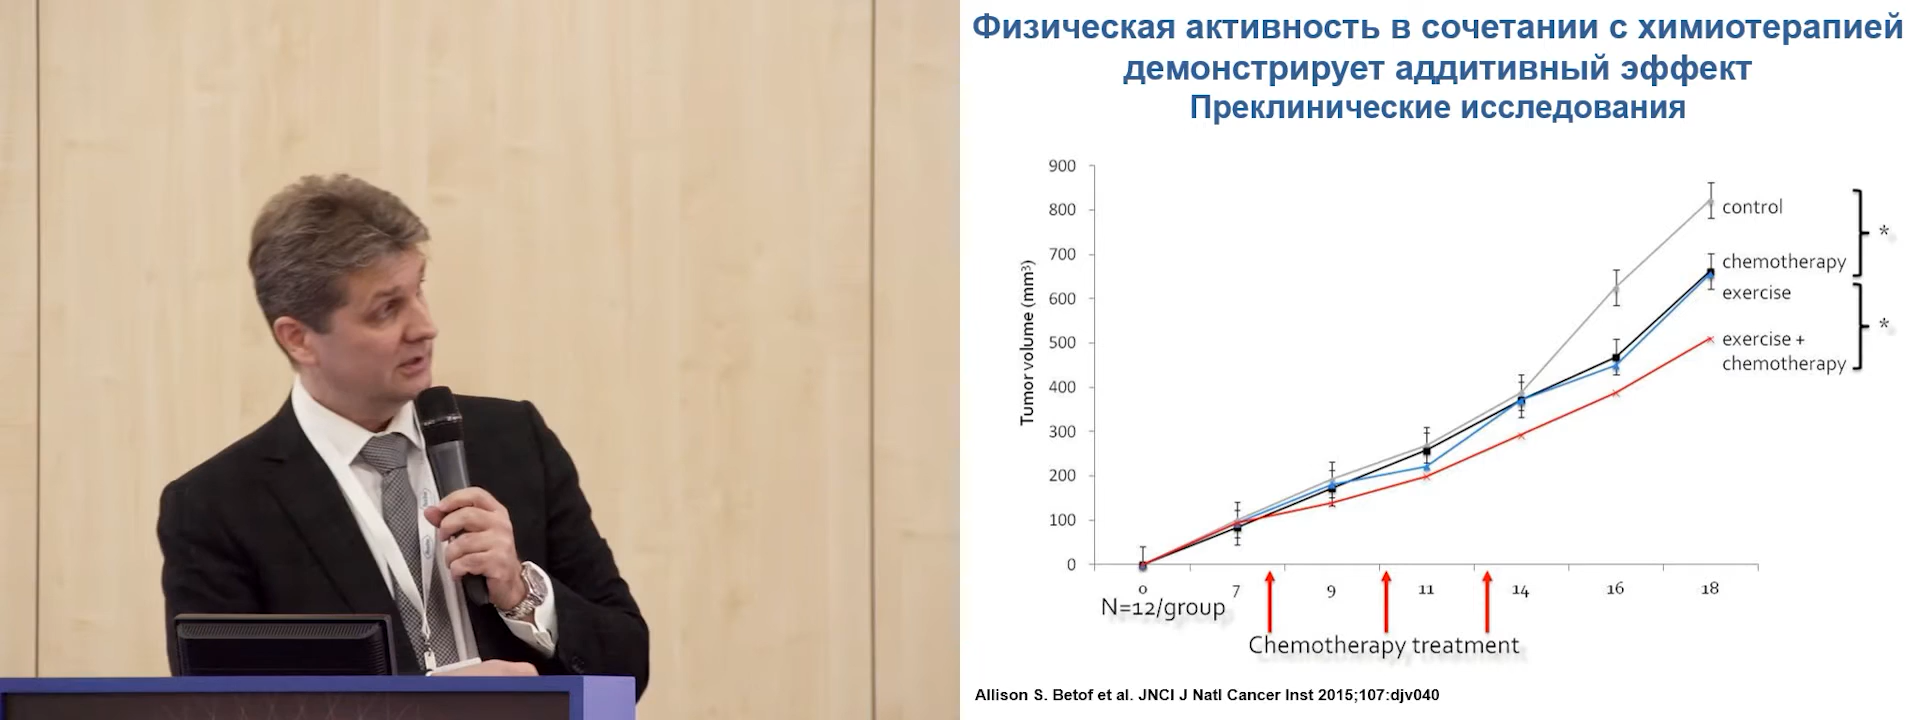 Физическая активность в сочетании с химиотерапией
демонстрирует аддитивный эффект
Преклинические исследования
900
800
700
600
500
400
300
200
100
0
Tumor volume (mm³)
control
chemotherapy
exercise
exercise +
chemotherapy
*
*
0 7 9 11 14 16 18
N=12/group
Chemotherapy treatment
Allison S. Betof et al. JNCI J Natl Cancer Inst 2015;107:djv040